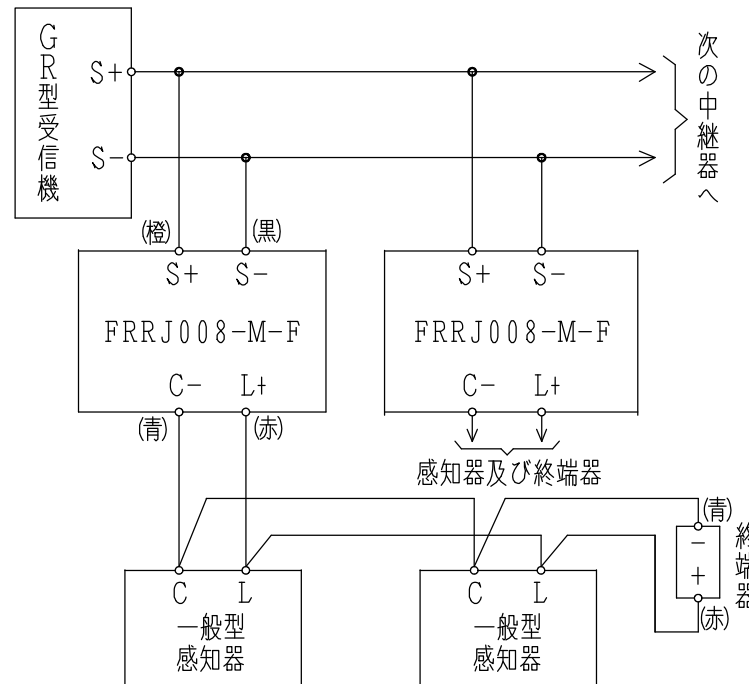 GR型受信機
S+
S-
次の中継器へ
(橙)
(黒)
S+
S-
FRRJ008-M-F
C-
L+
(青)
(赤)
S+
S-
FRRJ008-M-F
C-
L+
感知器及び終端器
(青)
-
+
終端器
(赤)
C
L
一般型
感知器
C
L
一般型
感知器